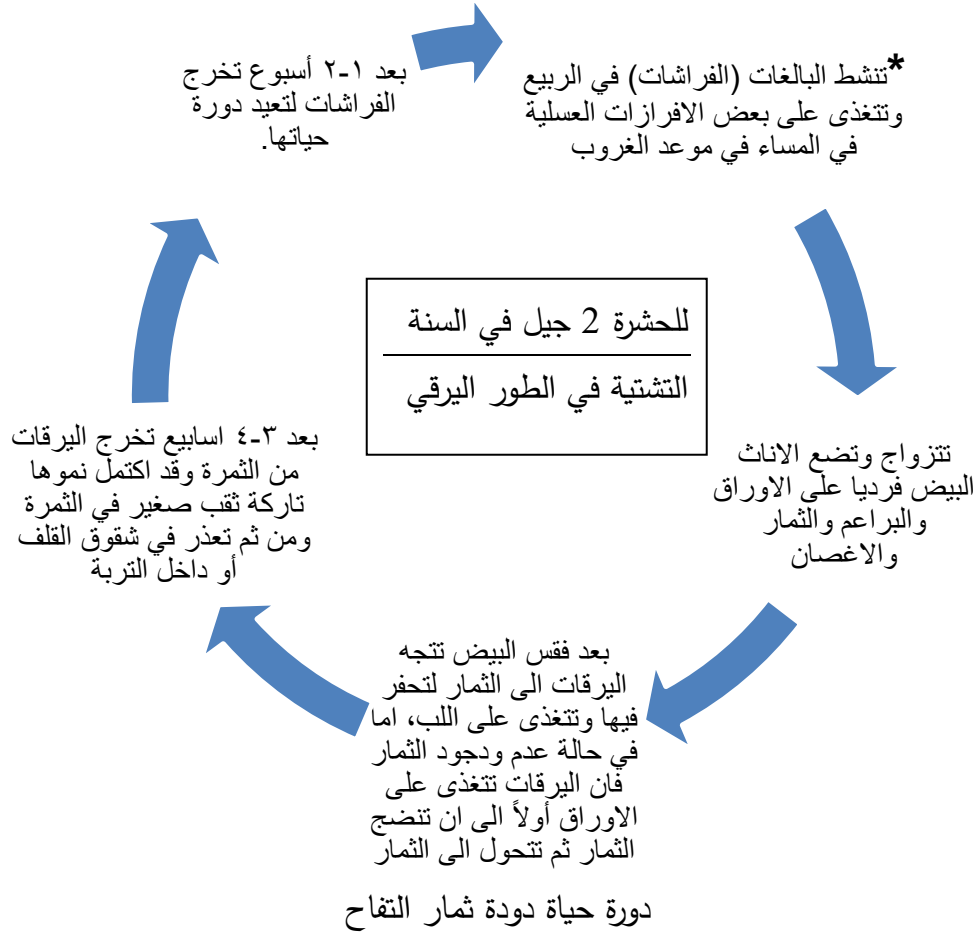 *تنشط البالغات (الفراشات) في الربيع
وتتغذى على بعض الافرازات العسلية
في المساء في موعد الغروب
تتزواج وتضع الاناث
البيض فرديا على الاوراق
والبراعم والثمار
والاغصان
بعد فقس البيض تتجه
اليرقات الى الثمار لتحفر
فيها وتتغذى على اللب، اما
في حالة عدم ودجود الثمار
فان اليرقات تتغذى على
الاوراق أولاً الى ان تنضج
الثمار ثم تتحول الى الثمار
بعد ٣-٤ اسابيع تخرج اليرقات
من الثمرة وقد اكتمل نموها
تاركة ثقب صغير في الثمرة
ومن ثم تعذر في شقوق القلف
أو داخل التربة
بعد ١-٢ أسبوع تخرج
الفراشات لتعيد دورة
حياتها.
للحشرة 2 جيل في السنة
التشتية في الطور اليرقي
دورة حياة دودة ثمار التفاح